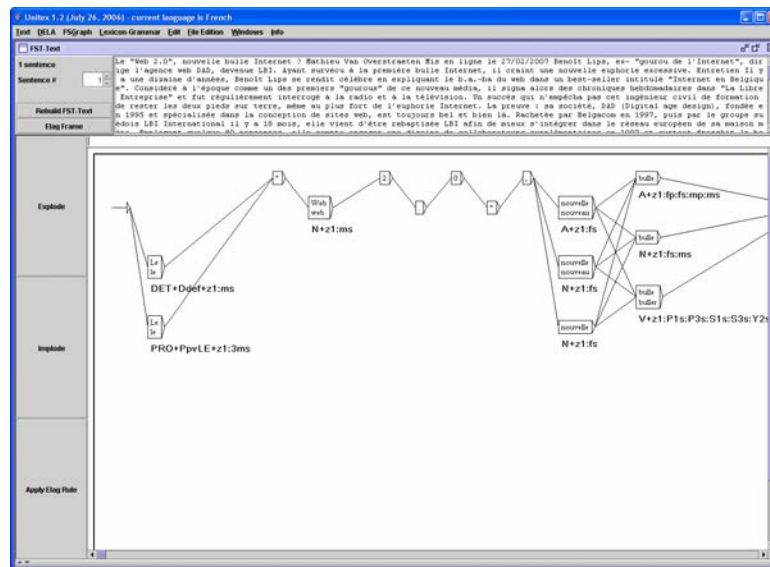 Unitex 1.2 (July 26, 2006) - current language is French
Text DELA FSGraph Lexicon-Grammar Edit File Edition Windows Info
FST-Text
1 sentence
Sentence # 1
Rebuild FST-Text
Elag Frame
Le "Web 2.0", nouvelle bulle Internet ? Mathieu Van Overstraeten Mis en ligne le 27/02/2007 Benoît Lips, ex- "gourou de l'Internet", dir
ige l'agence web DAD, devenue LBI. Ayant survécu à la première bulle Internet, il craint une nouvelle euphorie excessive. Entretien Il y
a une dizaine d'années, Benoît Lips se rendit célèbre en expliquant le b.a.-ba du web dans un best-seller intitulé "Internet en Belgiqu
e". Considéré à l'époque comme un des premiers "gourous" de ce nouveau média, il signa alors des chroniques hebdomadaires dans "La Libre
Entreprise" et fut régulièrement interrogé à la radio et à la télévision. Un succès qui n'empêcha pas cet ingénieur civil de formation
de rester les deux pieds sur terre, même au plus fort de l'euphorie Internet. La preuve : sa société, DAD (Digital age design), fondée e
n 1995 et spécialisée dans la conception de sites web, est toujours bel et bien là. Rachetée par Belgacom en 1997, puis par le groupe su
édois LBI International il y a 18 mois, elle vient d'être rebaptisée LBI afin de mieux s'intégrer dans le réseau européen de sa maison m
Explode
Implode
Apply Elag Rule
" 2 0 " ,
Web
web
N+z1:ms
Le
le
DET+Ddef+z1:ms
Le
le
PRO+PpvLE+z1:3ms
nouvelle
nouveau
A+z1:fs
nouvelle
nouveau
N+z1:fs
nouvelle
N+z1:fs
bulle
A+z1:fp:fs:mp:ms
bulle
N+z1:fs:ms
bulle
buller
V+z1:P1s:P3s:S1s:S3s:Y2s